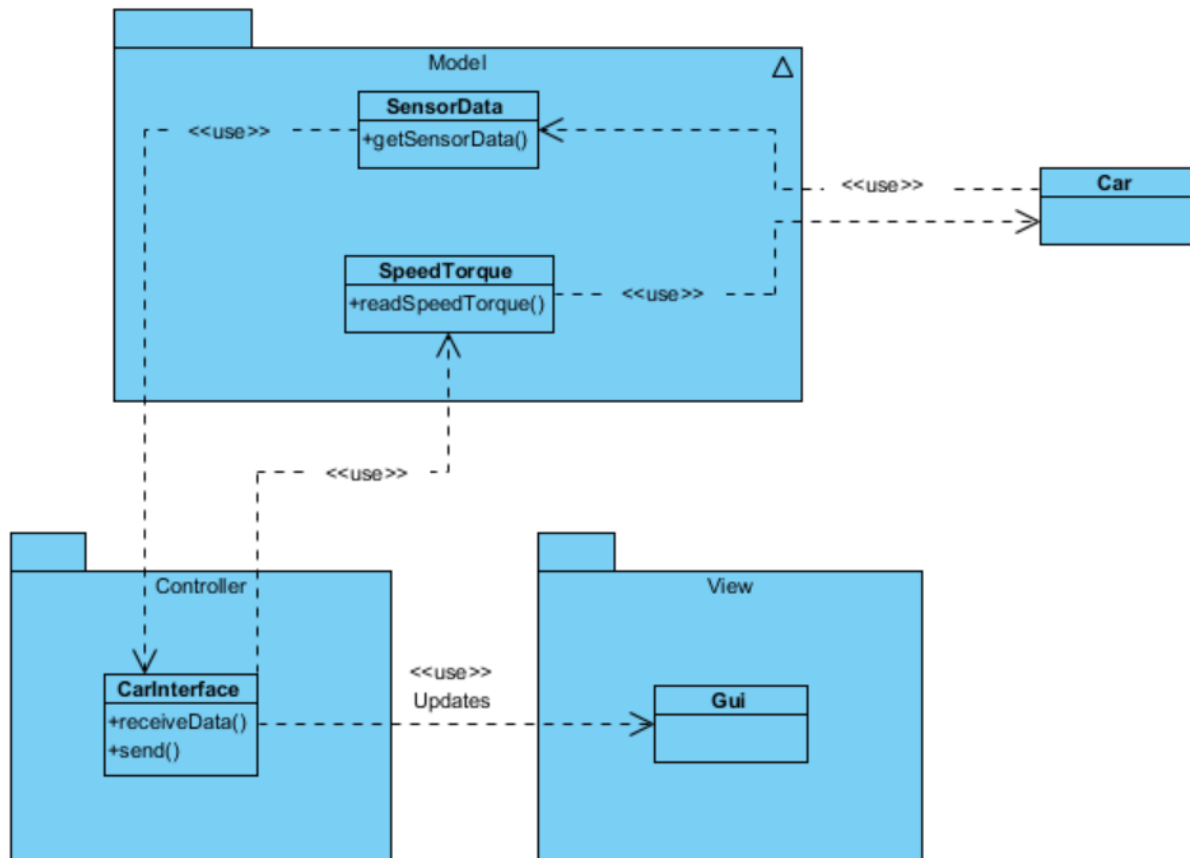 Model
SensorData
+getSensorData()
<<use>>
<<use>>
Car
SpeedTorque
+readSpeedTorque()
<<use>>
<<use>>
Controller
View
CarInterface
+receiveData()
+send()
<<use>>
Updates
Gui